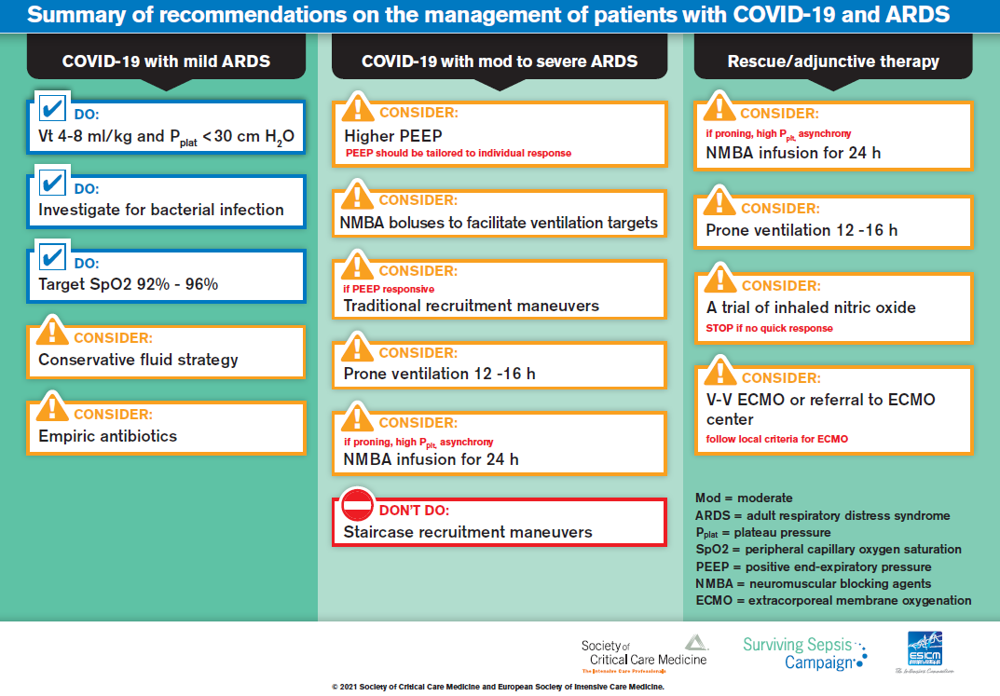 Summary of recommendations on the management of patients with COVID-19 and ARDS
COVID-19 with mild ARDS
DO:
Vt 4-8 ml/kg and Pplat <30 cm H2O
DO:
Investigate for bacterial infection
DO:
Target SpO2 92% - 96%
CONSIDER:
Conservative fluid strategy
CONSIDER:
Empiric antibiotics
COVID-19 with mod to severe ARDS
CONSIDER:
Higher PEEP
PEEP should be tailored to individual response
CONSIDER:
NMBA boluses to facilitate ventilation targets
CONSIDER:
if PEEP responsive
Traditional recruitment maneuvers
CONSIDER:
Prone ventilation 12 -16 h
CONSIDER:
if proning, high Pplt, asynchrony
NMBA infusion for 24 h
DON'T DO:
Staircase recruitment maneuvers
Rescue/adjunctive therapy
CONSIDER:
if proning, high Pplt, asynchrony
NMBA infusion for 24 h
CONSIDER:
Prone ventilation 12 -16 h
CONSIDER:
A trial of inhaled nitric oxide
STOP if no quick response
CONSIDER:
V-V ECMO or referral to ECMO
center
follow local criteria for ECMO
Mod = moderate
ARDS = adult respiratory distress syndrome
Pplat = plateau pressure
SpO2 = peripheral capillary oxygen saturation
PEEP = positive end-expiratory pressure
NMBA = neuromuscular blocking agents
ECMO = extracorporeal membrane oxygenation
Society of
Critical Care Medicine
The Intensive Care Professionals
Surviving Sepsis
Campaign
ESICM
The Intensive Connection
© 2021 Society of Critical Care Medicine and European Society of Intensive Care Medicine.